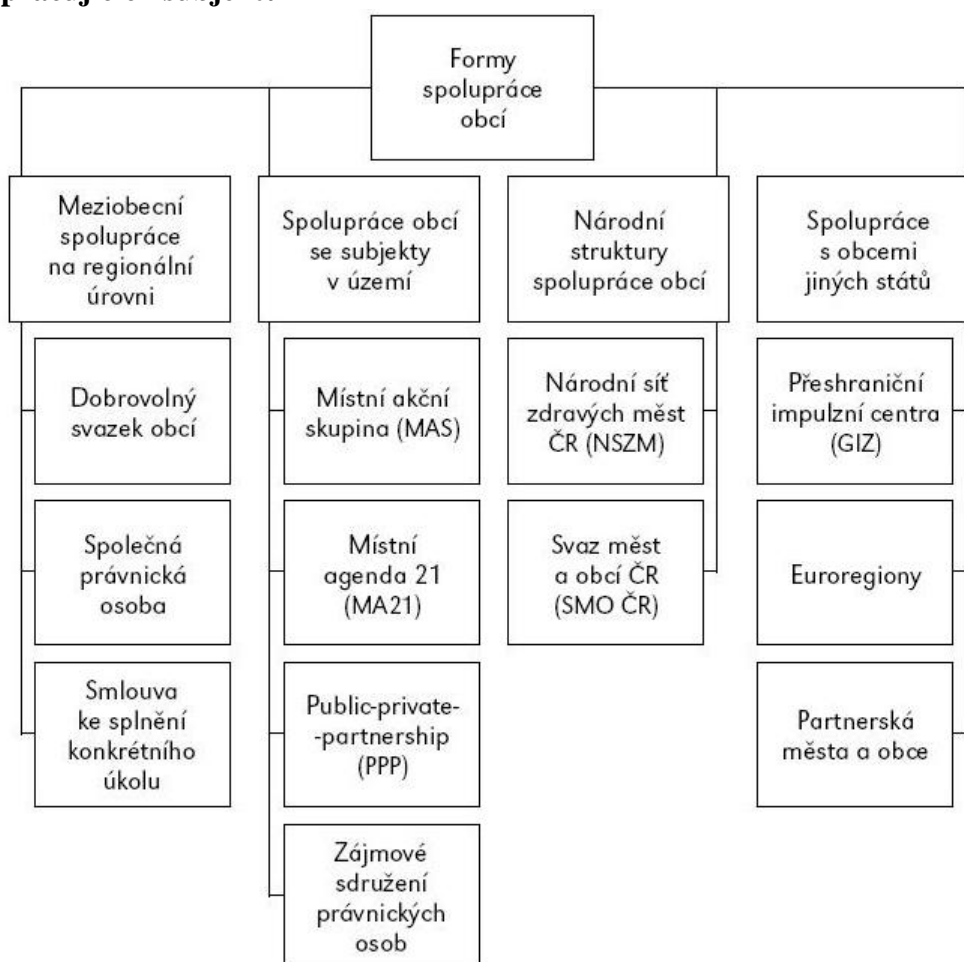 Formy
spolupráce
obcí
Meziobecní
spolupráce
na regionální
úrovni
Spolupráce obcí
se subjekty
v území
Národní
struktury
spolupráce obcí
Spolupráce
s obcemi
jiných států
Dobrovolný
svazek obcí
Místní akční
skupina (MAS)
Národní síť
zdravých měst
ČR (NSZM)
Přeshraniční
impulzní centra
(GIZ)
Společná
právnická
osoba
Místní
agenda 21
(MA21)
Svaz měst
a obcí ČR
(SMO ČR)
Euroregiony
Smlouva
ke splnění
konkrétního
úkolu
Public-private-
-partnership
(PPP)
Partnerská
města a obce
Zájmové
sdružení
právnických
osob